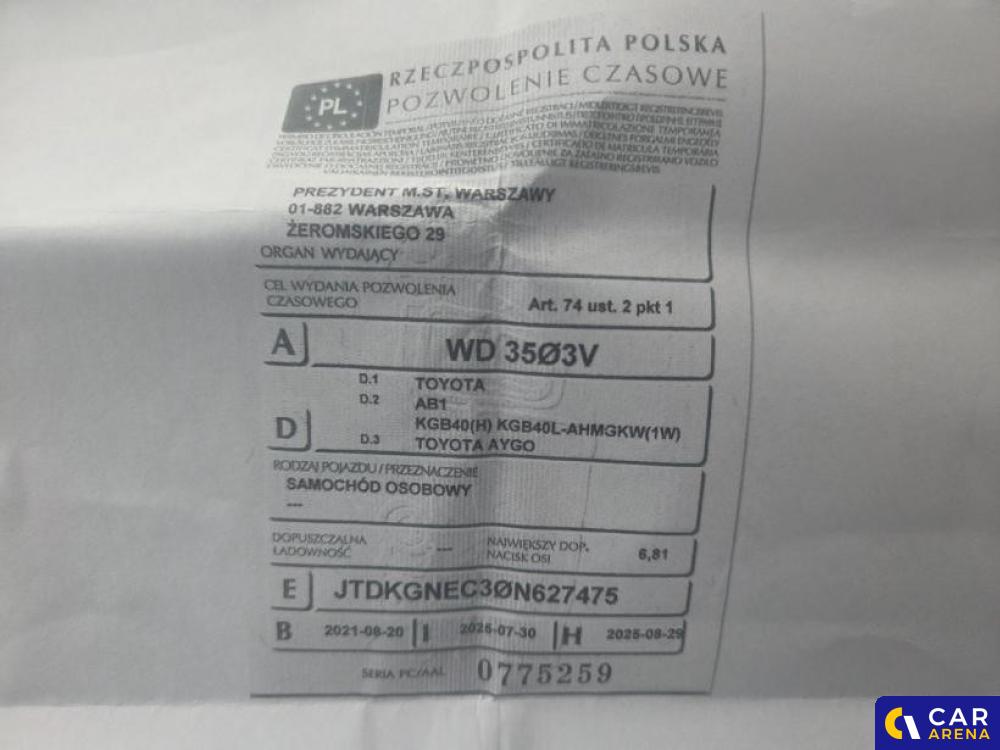 RZECZPOSPOLITA POLSKA
PL
POZWOLENIE CZASOWE
PREZYDENT M.ST. WARSZAWY
01-882 WARSZAWA
ŻEROMSKIEGO 29
ORGAN WYDAJĄCY
CEL WYDANIA POZWOLENIA
CZASOWEGO
Art. 74 ust. 2 pkt 1
A WD 35Ø3V
D.1 TOYOTA
D.2 AB1
KGB40(H) KGB40L-AHMGKW(1W)
D
D.3 TOYOTA AYGO
RODZAJ POJAZDU/PRZEZNACZENIE
SAMOCHÓD OSOBOWY
---
DOPUSZCZALNA
ŁADOWNOŚĆ ---
NAJWIĘKSZY DOP.
NACISK OSI 6,81
E JTDKGNEC3ØN627475
B 2021-08-20 I 2025-07-30 H 2025-08-29
SERIA PC/AAL 0775259
CAR
ARENA